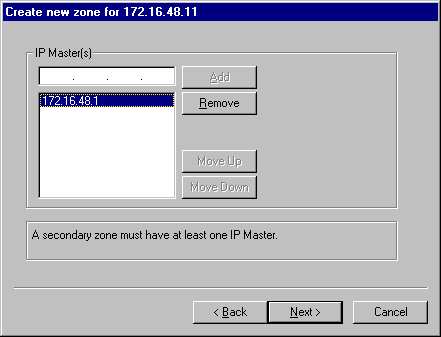 Create new zone for 172.16.48.11
IP Master(s)
. . .
Add
172.16.48.1
Remove
Move Up
Move Down
A secondary zone must have at least one IP Master.
< Back
Next >
Cancel